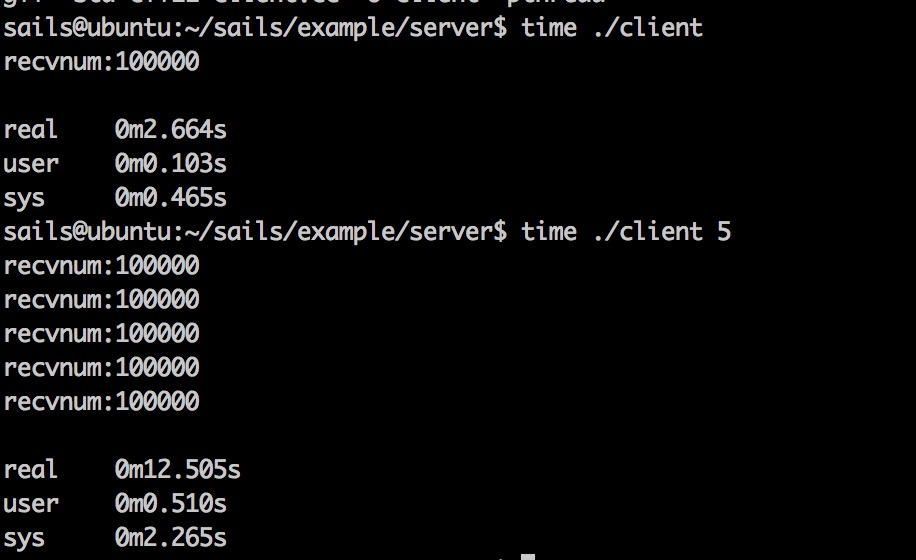 sails@ubuntu:~/sails/example/server$ time ./client
recvnum:100000
real 0m2.664s
user 0m0.103s
sys 0m0.465s
sails@ubuntu:~/sails/example/server$ time ./client 5
recvnum:100000
recvnum:100000
recvnum:100000
recvnum:100000
recvnum:100000
real 0m12.505s
user 0m0.510s
sys 0m2.265s